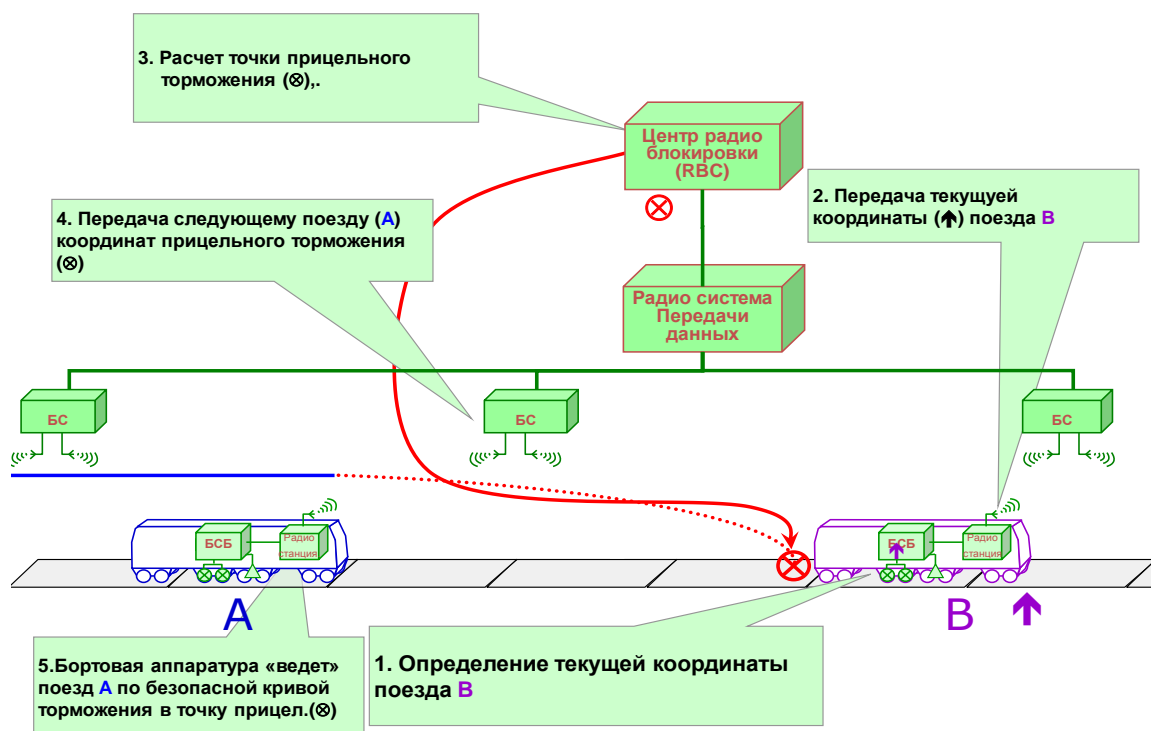 3. Расчет точки прицельного
торможения (⊗),.
Центр радио
блокировки
(RBC)
2. Передача текущуей
координаты (↑) поезда В
4. Передача следующему поезду (А)
координат прицельного торможения
(⊗)
Радио система
Передачи
данных
БС
БС
БС
БСБ
Радио
станция
БСБ
Радио
станция
А
В
5.Бортовая аппаратура «ведет»
поезд А по безопасной кривой
торможения в точку прицел.(⊗)
1. Определение текущей координаты
поезда В